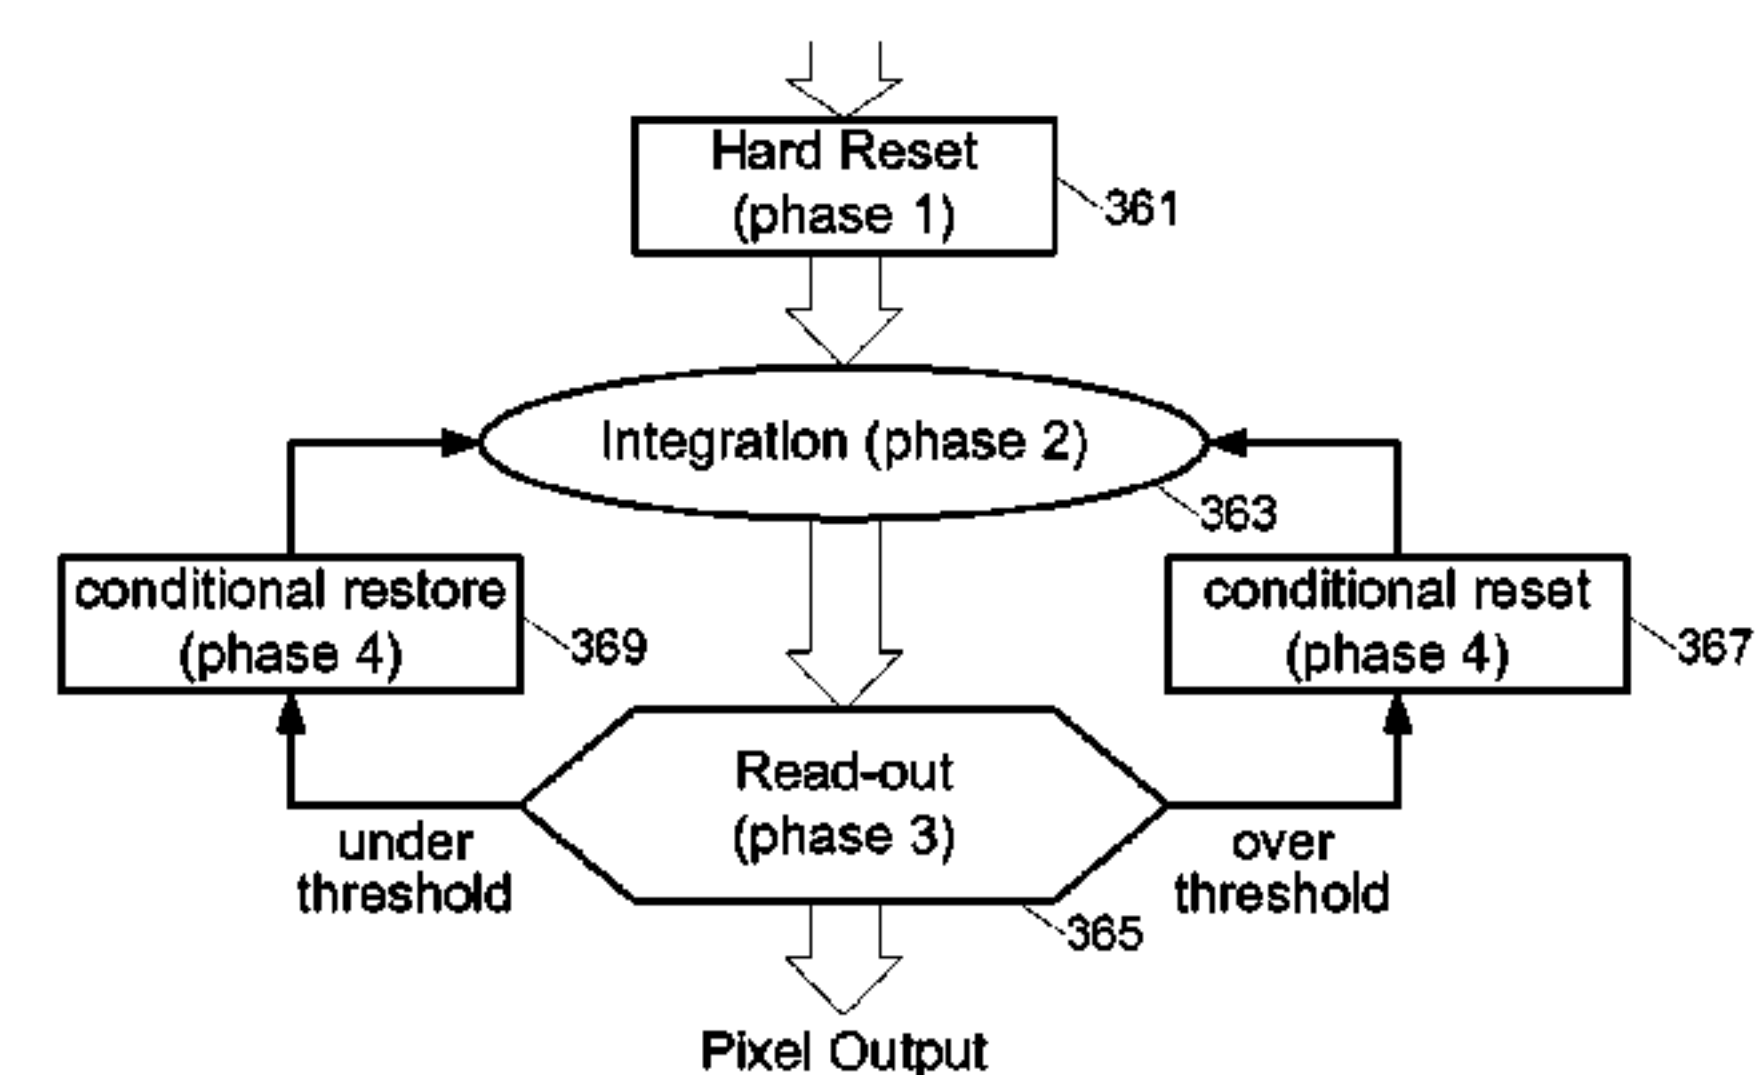 Hard Reset
(phase 1)
361
Integration (phase 2)
363
conditional restore
(phase 4)
369
conditional reset
(phase 4)
367
Read-out
(phase 3)
under
threshold
over
threshold
365
Pixel Output